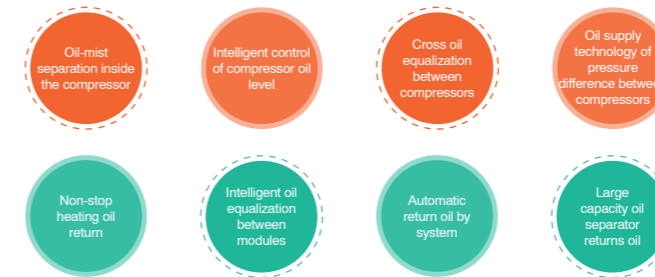 Oil-mist
separation inside
the compressor
Intelligent control
of compressor oil
level
Cross oil
equalization
between
compressors
Oil supply
technology of
pressure
difference betwee
compressors
Non-stop
heating oil
return
Intelligent oil
equalization
between
modules
Automatic
return oil by
system
Large
capacity oil
separator
returns oil